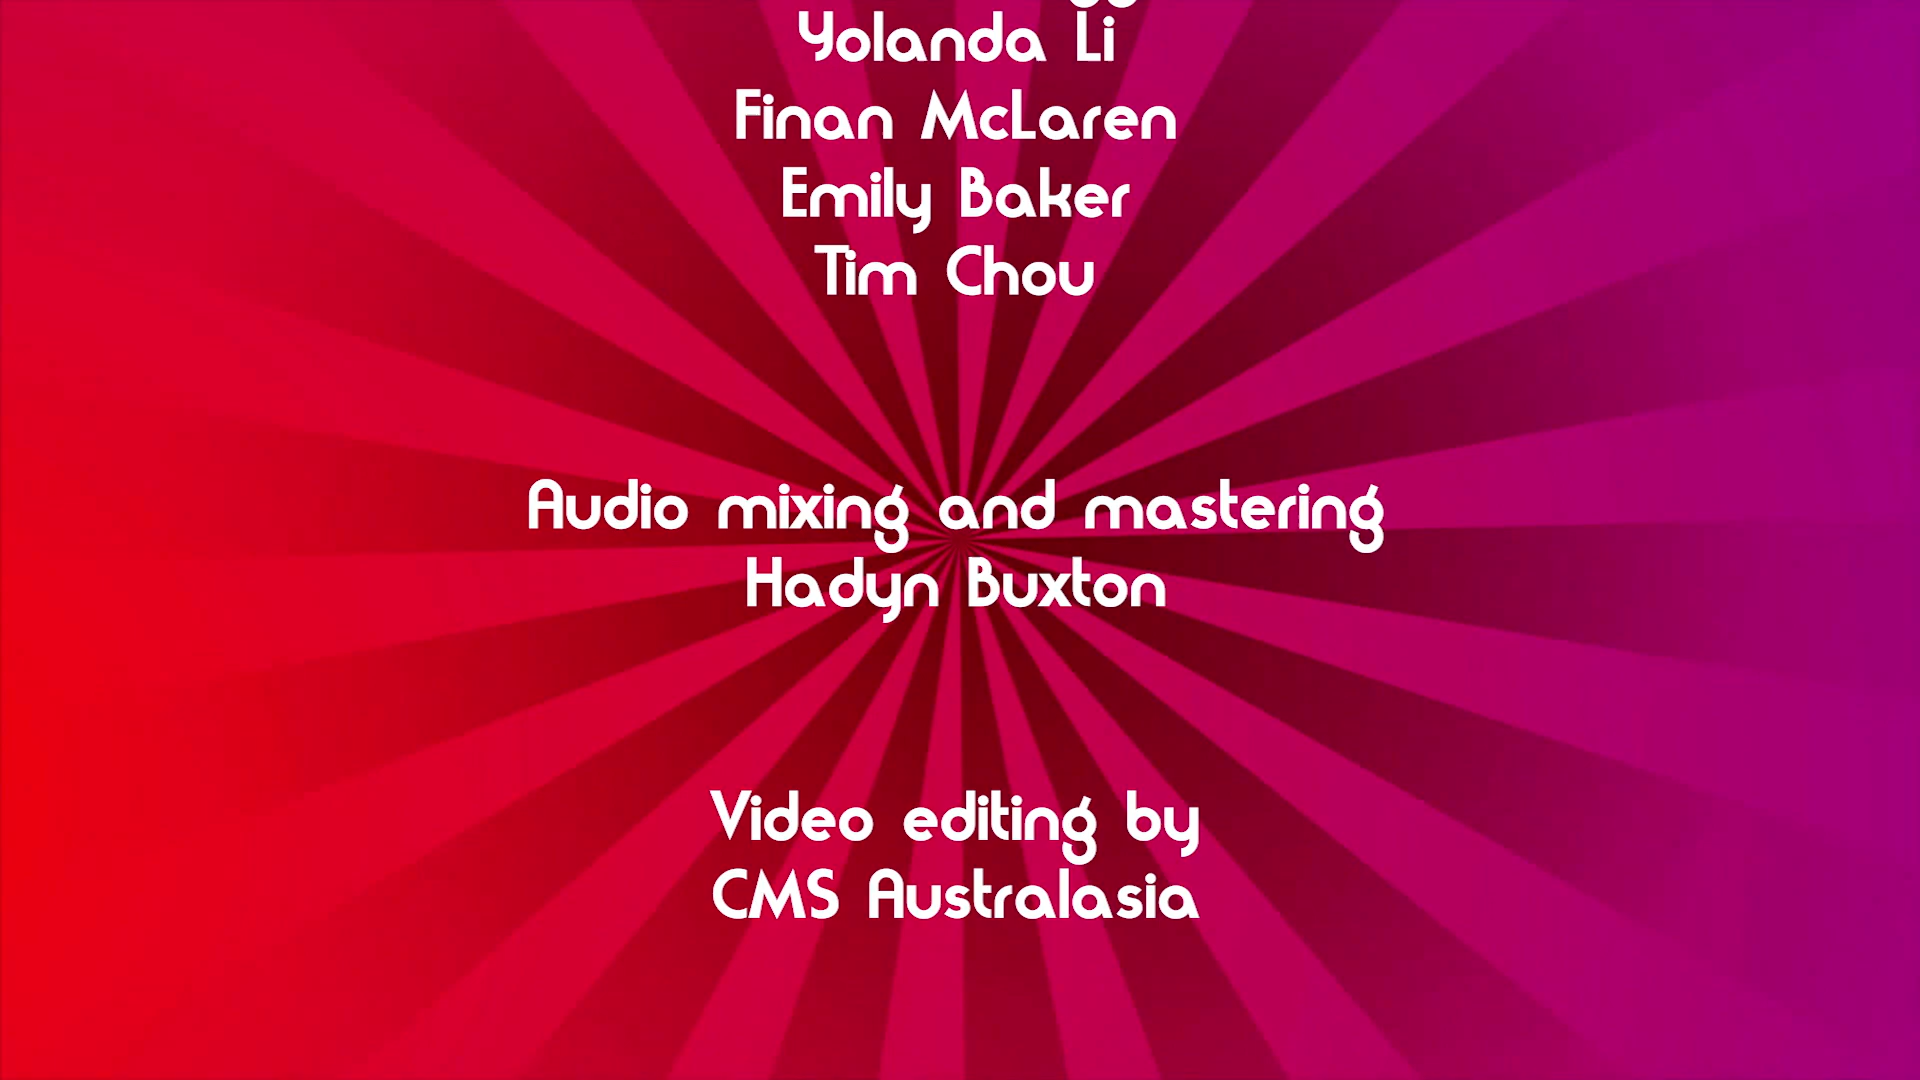 Yolanda Li
Finan McLaren
Emily Baker
Tim Chou
Audio mixing and mastering
Hadyn Buxton
Video editing by
CMS Australasia